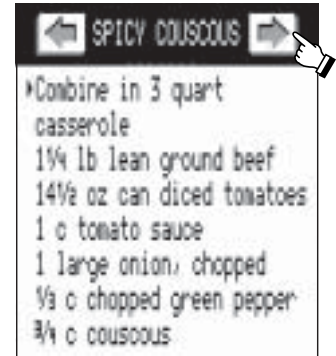 SPICY COUSCOUS
▸Combine in 3 quart
casserole
1¼ lb lean ground beef
14½ oz can diced tomatoes
1 c tomato sauce
1 large onion, chopped
⅓ c chopped green pepper
¾ c couscous